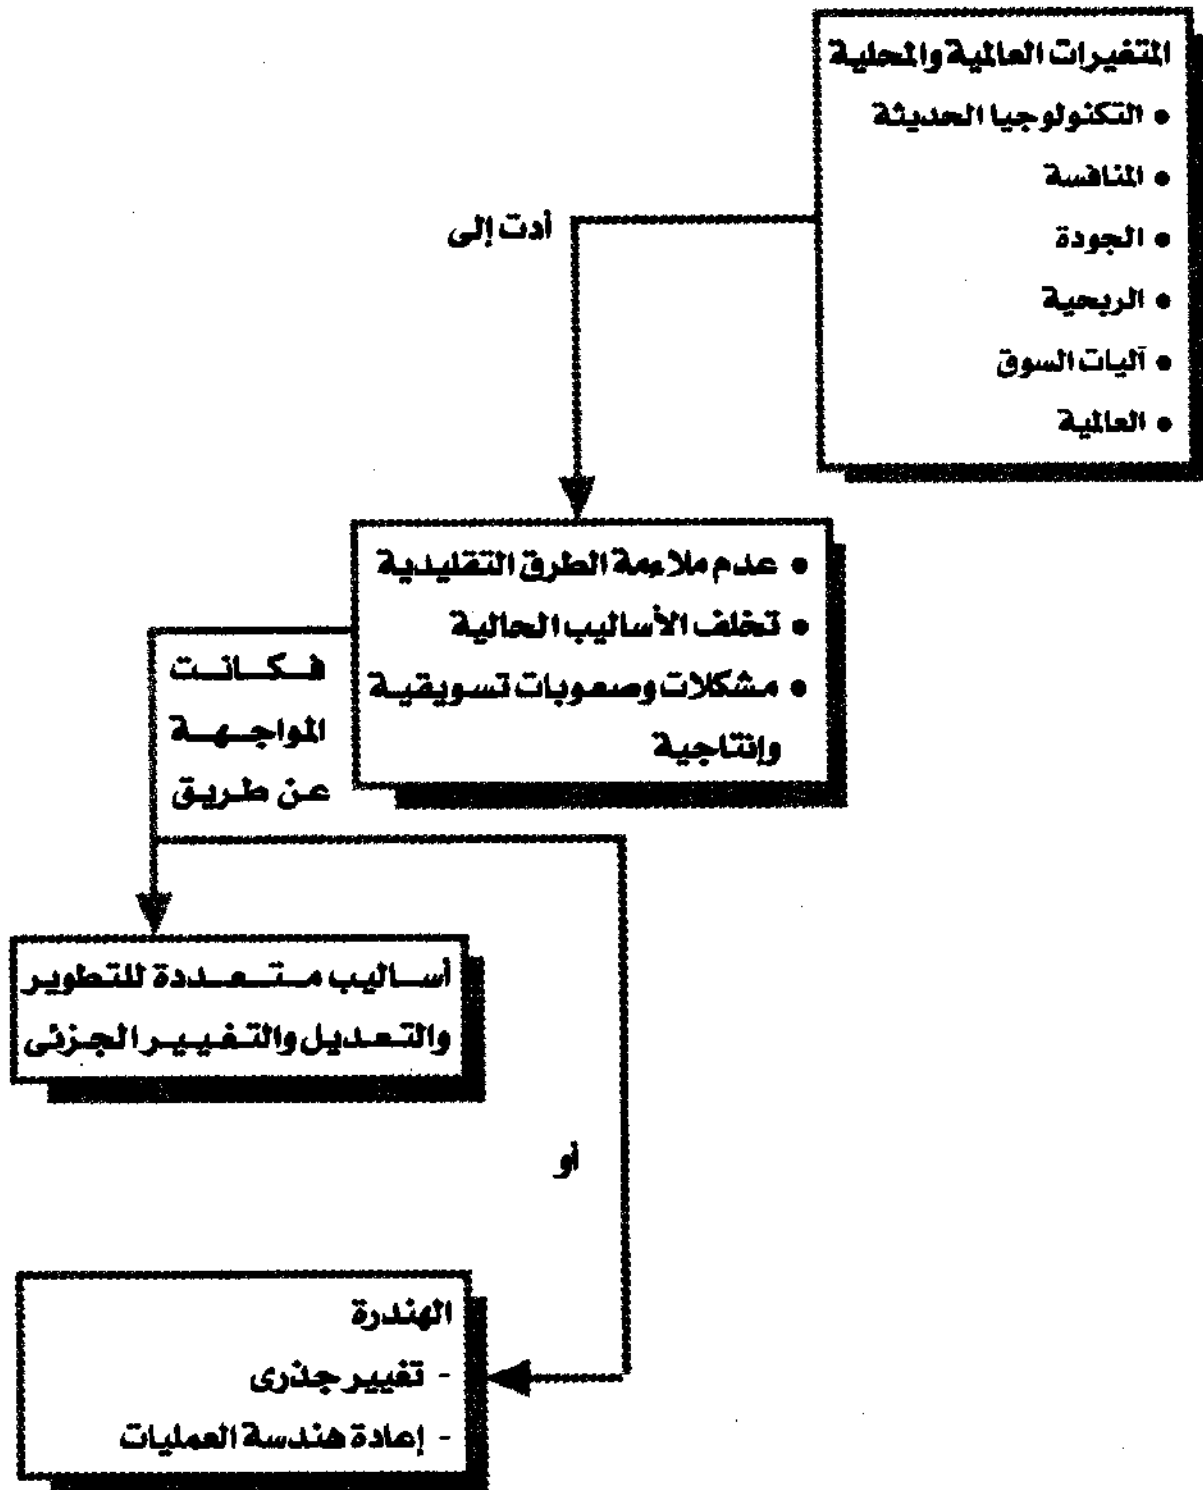 المتغيرات العالمية والمحلية
• التكنولوجيا الحديثة
• المنافسة
• الجودة
• الربحية
• آليات السوق
• العالمية
أدت إلى
• عدم ملاءمة الطرق التقليدية
• تخلف الأساليب الحالية
• مشكلات وصعوبات تسويقية
وإنتاجية
فكانت
المواجهة
عن طريق
أساليب متعددة للتطوير
والتعديل والتغيير الجزئى
أو
الهندرة
- تغيير جذرى
- إعادة هندسة العمليات